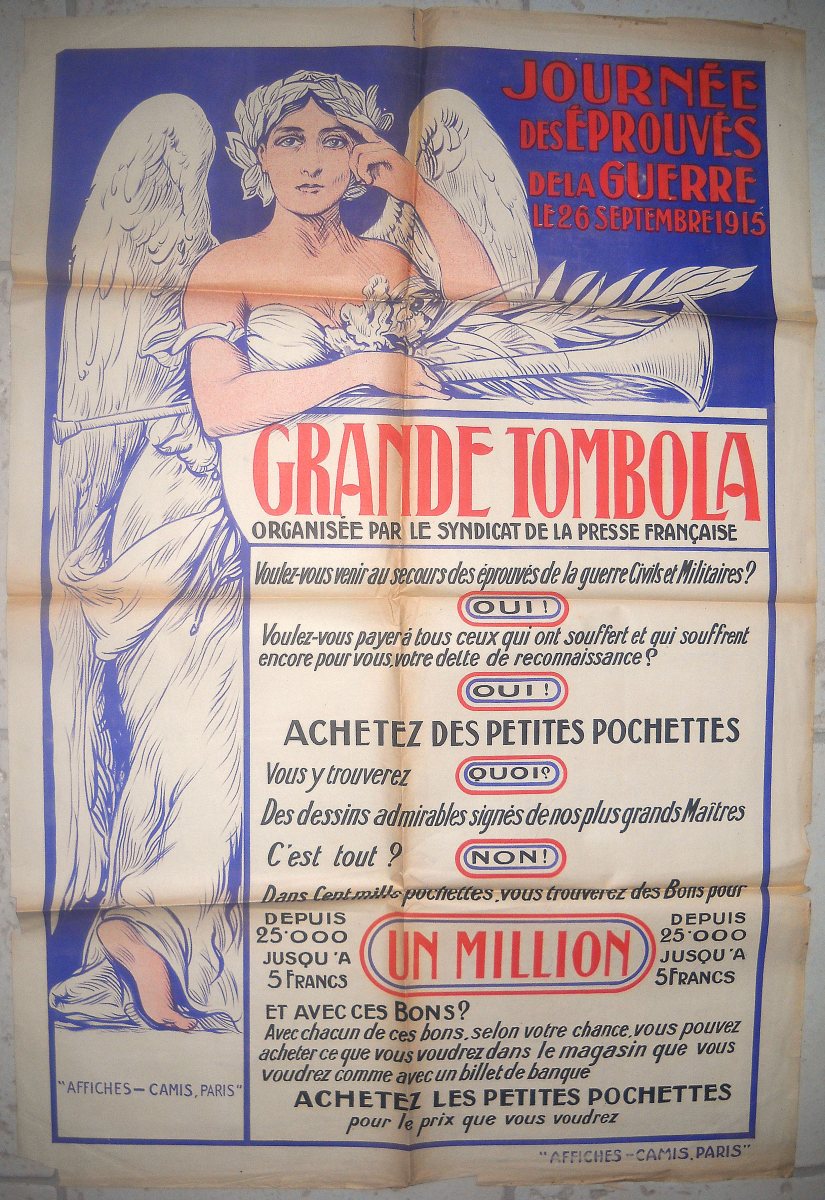 JOURNÉE
DES ÉPROUVÉS
DE LA GUERRE
LE 26 SEPTEMBRE 1915
GRANDE TOMBOLA
ORGANISÉE PAR LE SYNDICAT DE LA PRESSE FRANÇAISE
Voulez-vous venir au secours des éprouvés de la guerre Civils et Militaires?
OUI!
Voulez-vous payer à tous ceux qui ont souffert et qui souffrent
encore pour vous, votre dette de reconnaissance?
OUI!
ACHETEZ DES PETITES POCHETTES
Vous y trouverez QUOI?
Des dessins admirables signés de nos plus grands Maîtres
C'est tout ? NON!
Dans Cent mille pochettes, vous trouverez des Bons pour
DEPUIS
25·000
JUSQU'A
5 FRANCS
UN MILLION
DEPUIS
25·000
JUSQU'A
5 FRANCS
ET AVEC CES BONS?
Avec chacun de ces bons, selon votre chance, vous pouvez
acheter ce que vous voudrez dans le magasin que vous
voudrez comme avec un billet de banque
ACHETEZ LES PETITES POCHETTES
pour le prix que vous voudrez
"AFFICHES - CAMIS, PARIS"
"AFFICHES - CAMIS, PARIS"